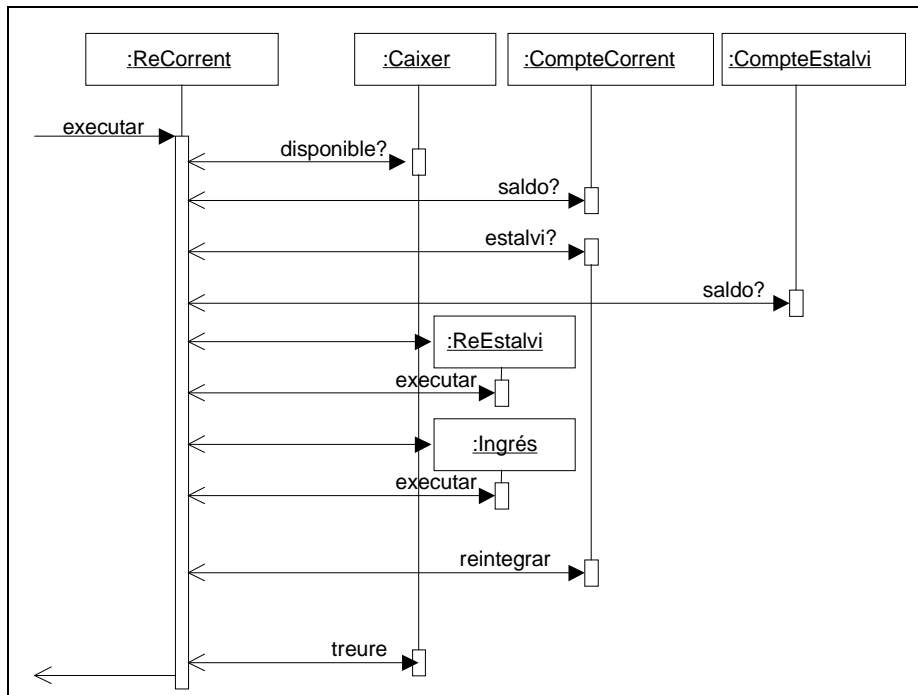 :ReCorrent
:Caixer
:CompteCorrent
:CompteEstalvi
executar
disponible?
saldo?
estalvi?
saldo?
:ReEstalvi
executar
:Ingrés
executar
reintegrar
treure